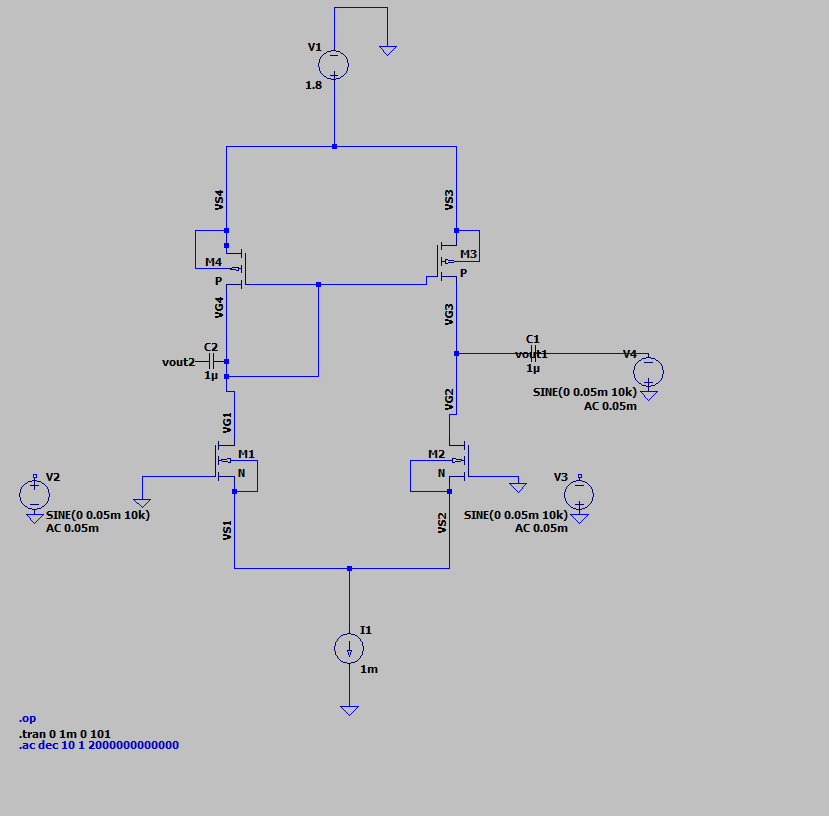 V1
1.8
VS4
VS3
M4
P
M3
P
VG4
VG3
C2
vout2
1µ
C1
vout1
1µ
V4
SINE(0 0.05m 10k)
AC 0.05m
VG1
VG2
M1
N
M2
N
V2
SINE(0 0.05m 10k)
AC 0.05m
V3
SINE(0 0.05m 10k)
AC 0.05m
VS1
VS2
I1
1m
.op
.tran 0 1m 0 101
.ac dec 10 1 2000000000000